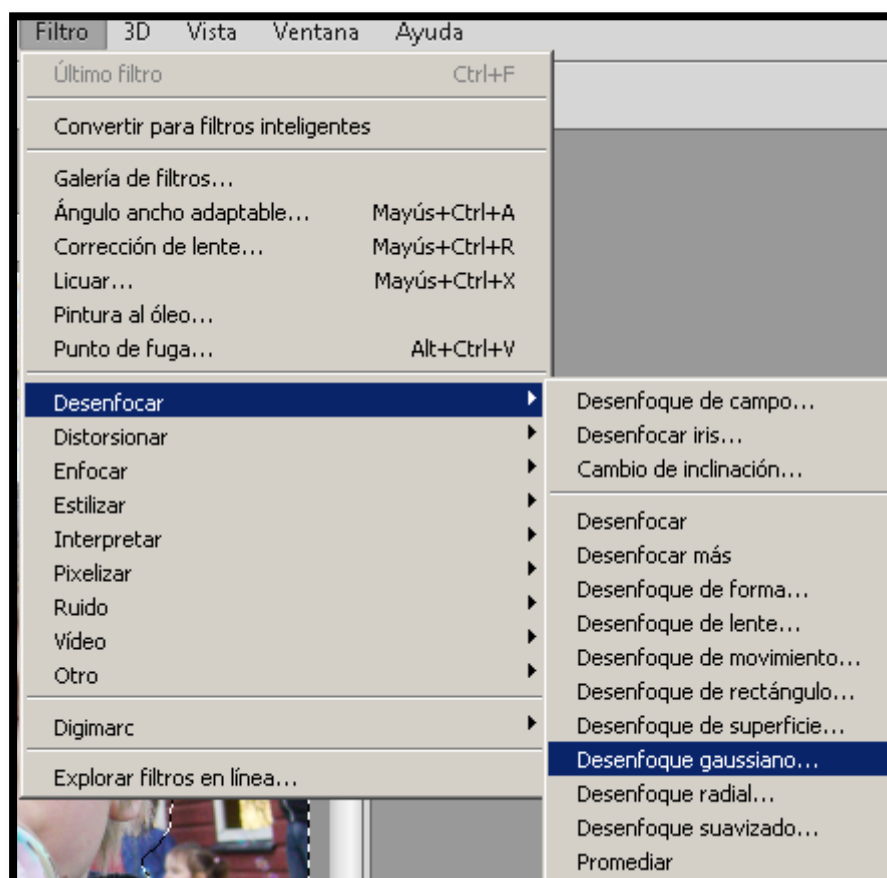 Filtro 3D Vista Ventana Ayuda
Último filtro Ctrl+F
Convertir para filtros inteligentes
Galería de filtros...
Ángulo ancho adaptable... Mayús+Ctrl+A
Corrección de lente... Mayús+Ctrl+R
Licuar... Mayús+Ctrl+X
Pintura al óleo...
Punto de fuga... Alt+Ctrl+V
Desenfocar
Distorsionar
Enfocar
Estilizar
Interpretar
Pixelizar
Ruido
Vídeo
Otro
Digimarc
Explorar filtros en línea...
Desenfoque de campo...
Desenfocar iris...
Cambio de inclinación...
Desenfocar
Desenfocar más
Desenfoque de forma...
Desenfoque de lente...
Desenfoque de movimiento...
Desenfoque de rectángulo...
Desenfoque de superficie...
Desenfoque gaussiano...
Desenfoque radial...
Desenfoque suavizado...
Promediar